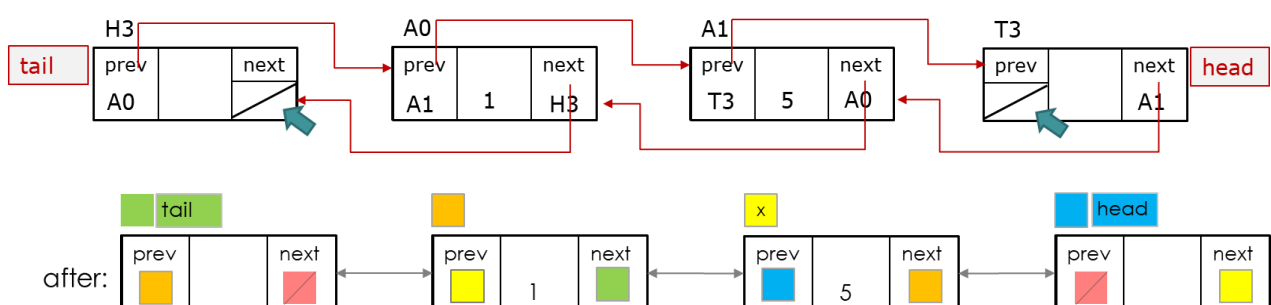 H3 A0 A1 T3
tail prev next prev next prev next prev next head
A0 A1 1 H3 T3 5 A0 A1
tail x head
prev next prev next prev next prev next
after: 1 5